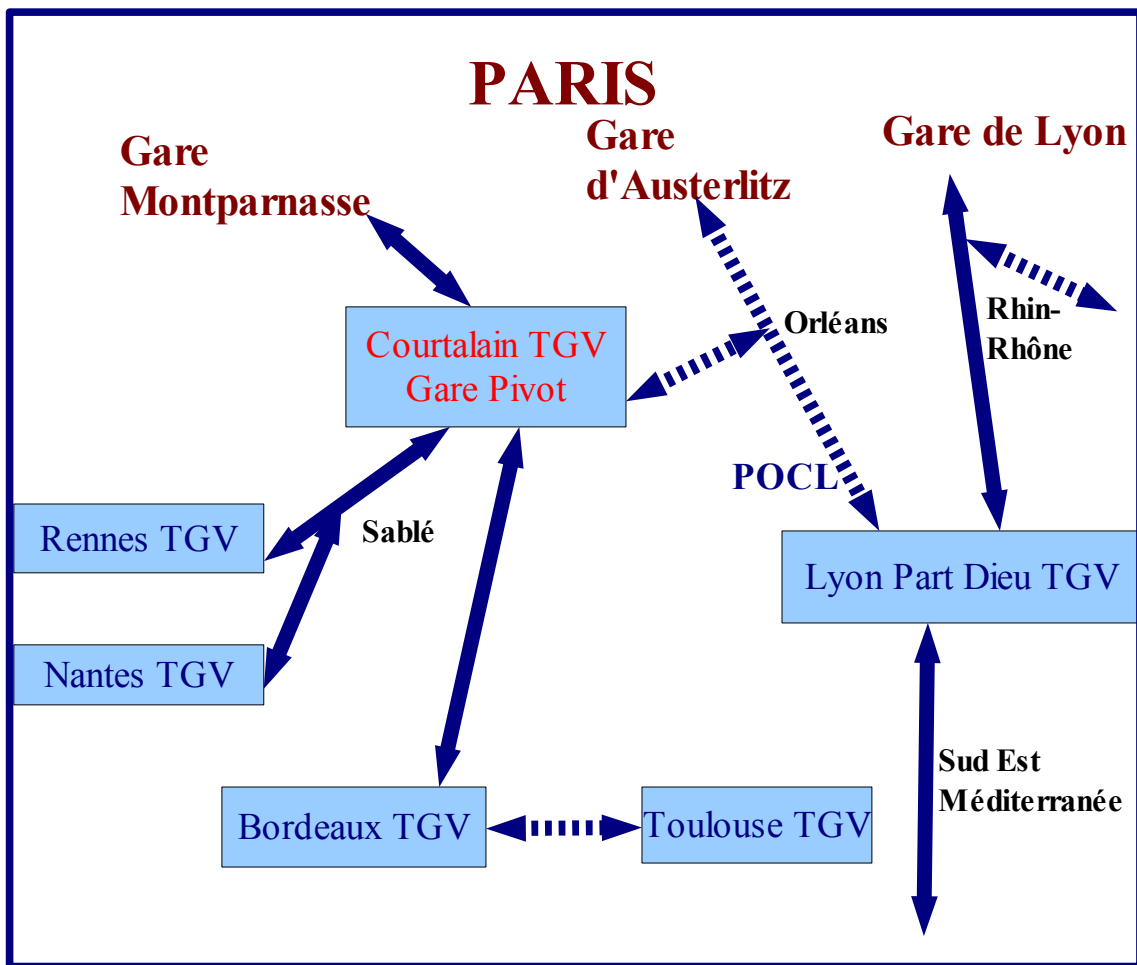 PARIS
Gare
Montparnasse
Gare
d'Austerlitz
Gare de Lyon
Courtalain TGV
Gare Pivot
Orléans
Rhin-
Rhône
POCL
Rennes TGV
Sablé
Lyon Part Dieu TGV
Nantes TGV
Sud Est
Méditerranée
Bordeaux TGV
Toulouse TGV